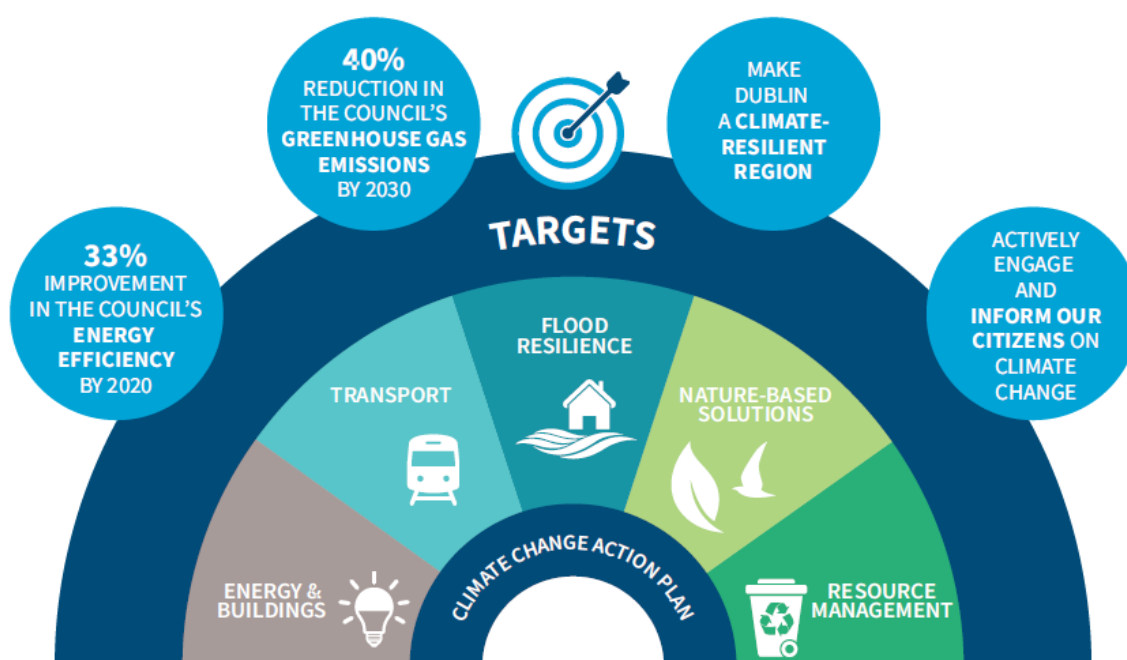 40%
REDUCTION IN
THE COUNCIL'S
GREENHOUSE GAS
EMISSIONS
BY 2030
MAKE
DUBLIN
A CLIMATE-
RESILIENT
REGION
33%
IMPROVEMENT
IN THE COUNCIL'S
ENERGY
EFFICIENCY
BY 2020
TARGETS
ACTIVELY
ENGAGE
AND
INFORM OUR
CITIZENS ON
CLIMATE
CHANGE
FLOOD
RESILIENCE
TRANSPORT
NATURE-BASED
SOLUTIONS
ENERGY &
BUILDINGS
CLIMATE CHANGE ACTION PLAN
RESOURCE
MANAGEMENT